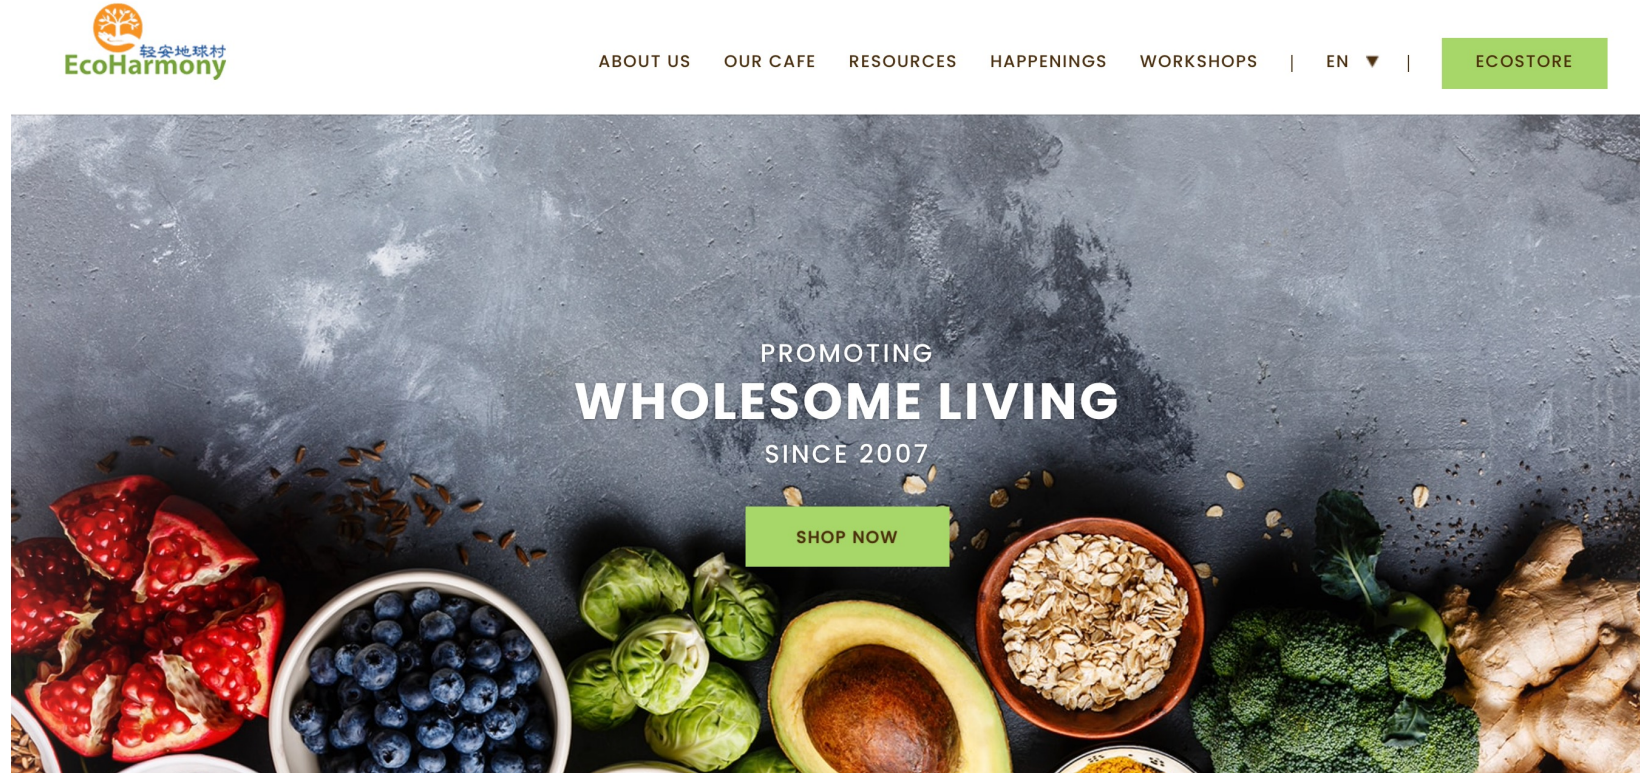 轻安地球村
EcoHarmony
ABOUT US
OUR CAFE
RESOURCES
HAPPENINGS
WORKSHOPS
|
EN ▼
|
ECOSTORE
PROMOTING
WHOLESOME LIVING
SINCE 2007
SHOP NOW